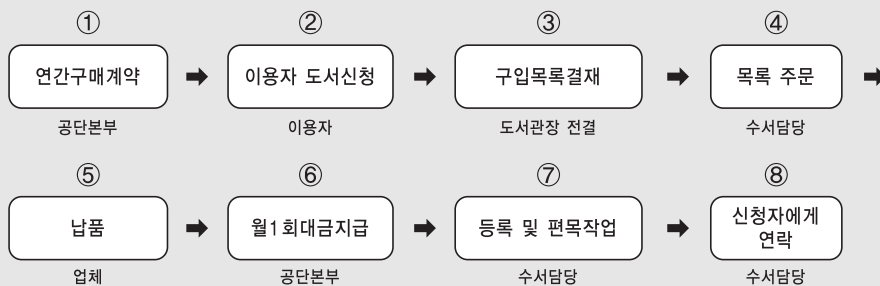 ① ② ③ ④
연간구매계약 ➡ 이용자 도서신청 ➡ 구입목록결재 ➡ 목록 주문 ➡
공단본부 이용자 도서관장 전결 수서담당
⑤ ⑥ ⑦ ⑧
납품 ➡ 월1회대금지급 ➡ 등록 및 편목작업 ➡ 신청자에게
연락
업체 공단본부 수서담당 수서담당